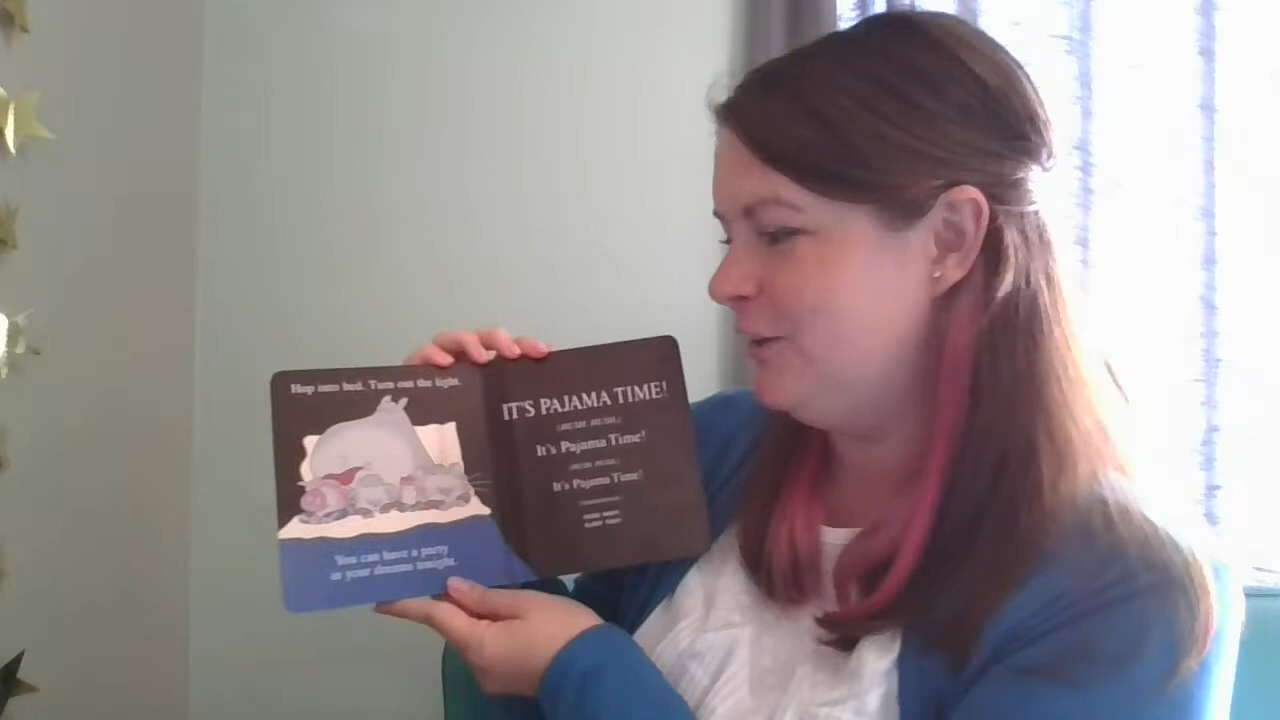 Hop into bed. Turn out the light.
You can have a party
in your dreams tonight.
IT'S PAJAMA TIME!
It's Pajama Time!
It's Pajama Time!